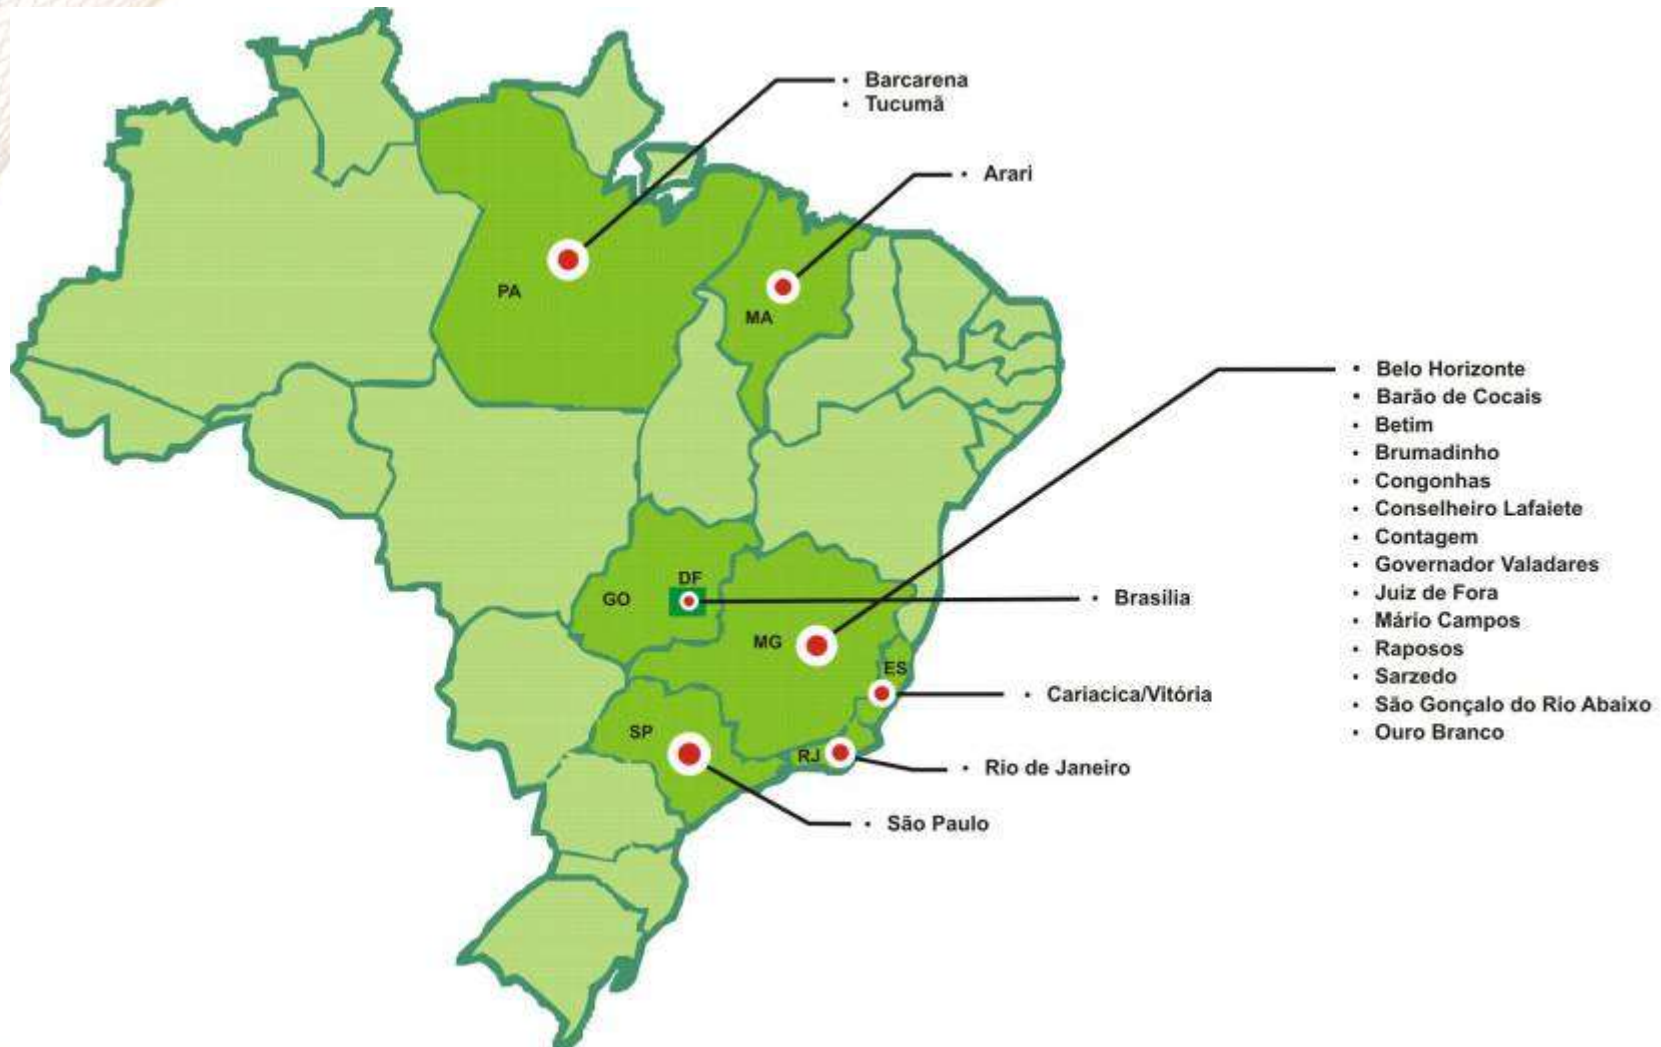 • Barcarena
• Tucumã
• Arari
PA
MA
• Belo Horizonte
• Barão de Cocais
• Betim
• Brumadinho
• Congonhas
• Conselheiro Lafaiete
• Contagem
• Governador Valadares
• Juiz de Fora
• Mário Campos
• Raposos
• Sarzedo
• São Gonçalo do Rio Abaixo
• Ouro Branco
DF
GO
• Brasilia
MG
ES
• Cariacica/Vitória
SP
RJ
• Rio de Janeiro
• São Paulo